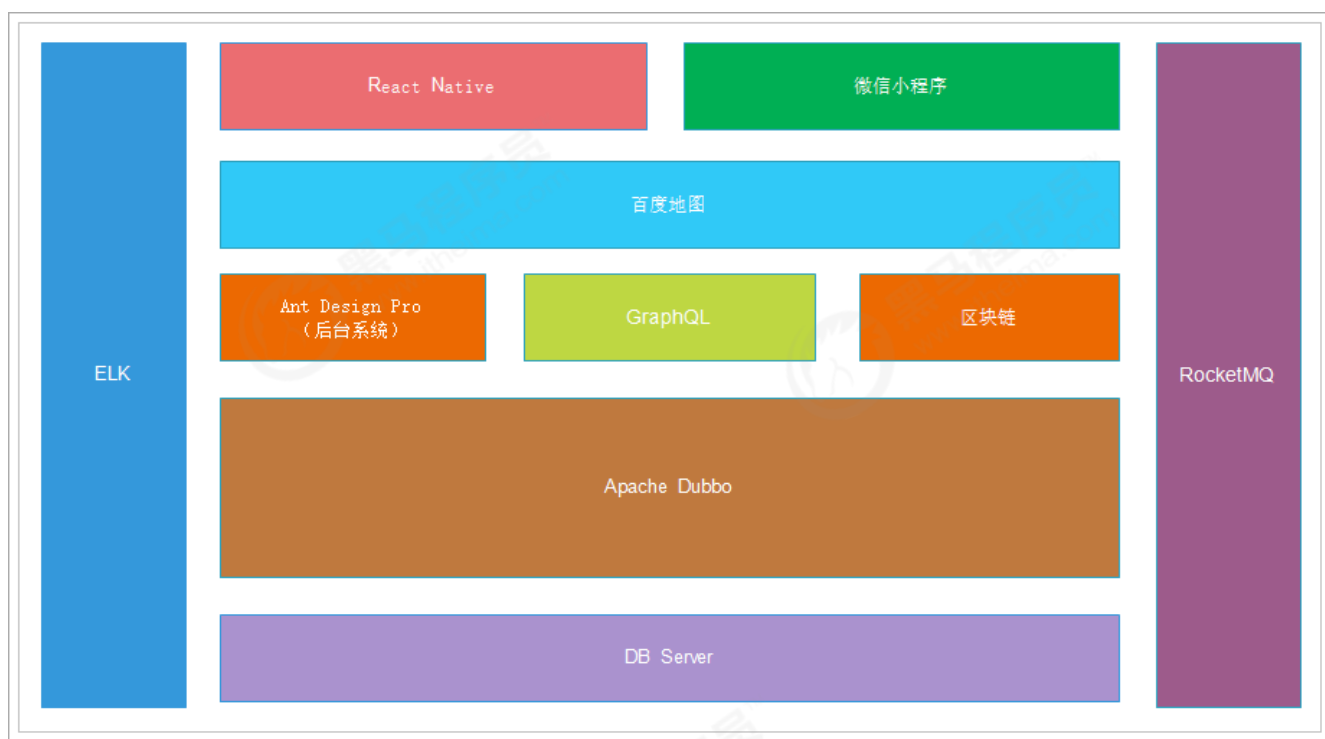 React Native
微信小程序
百度地图
Ant Design Pro
（后台系统）
GraphQL
区块链
ELK
RocketMQ
Apache Dubbo
DB Server